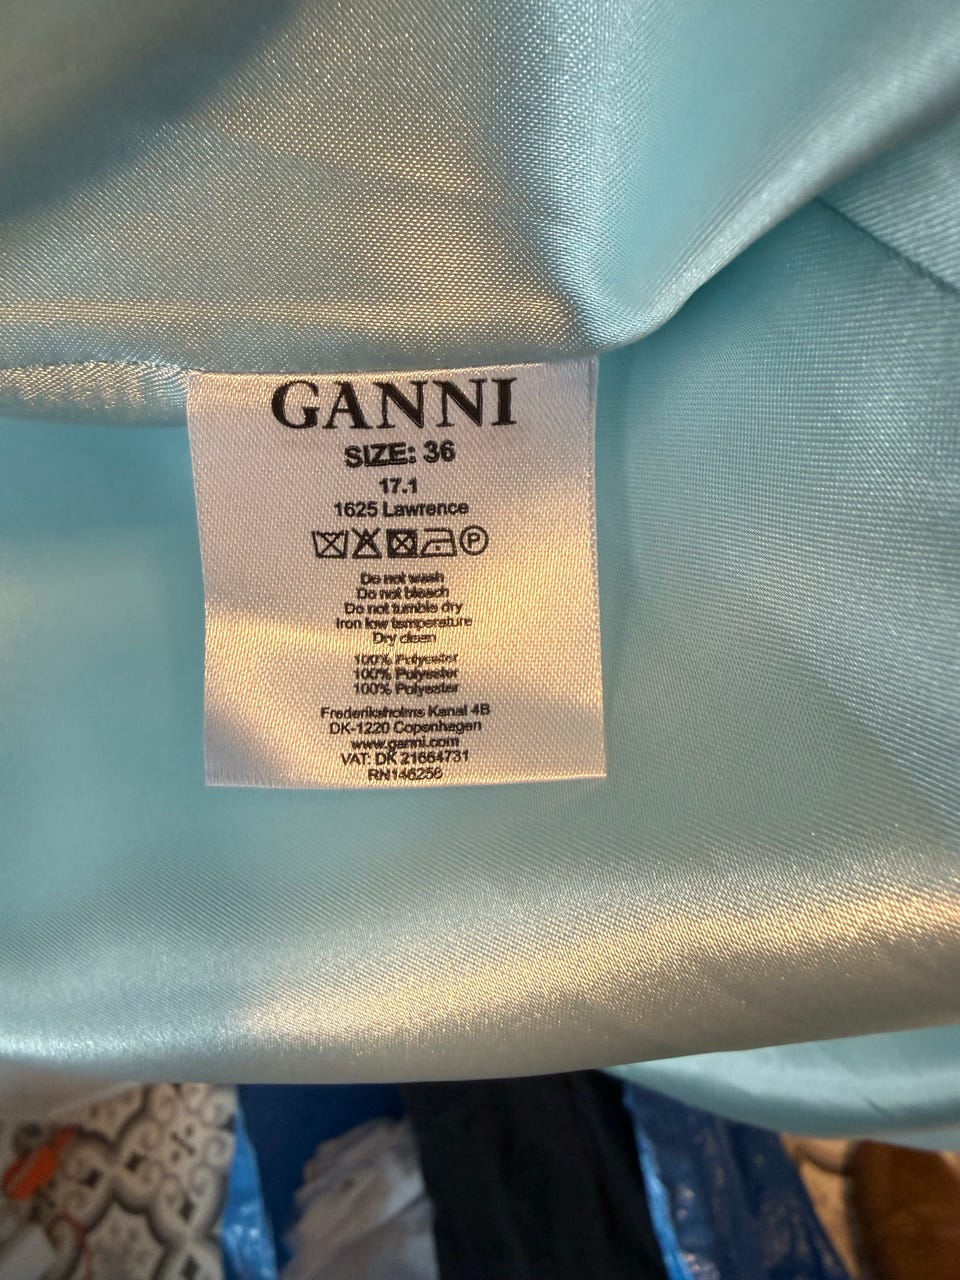 GANNI
SIZE: 36
17.1
1625 Lawrence
P
Do not wash
Do not bleach
Do not tumble dry
Iron low temperature
Dry clean
100% Polyester
100% Polyester
100% Polyester
Frederiksholms Kanal 4B
DK-1220 Copenhagen
www.ganni.com
VAT: DK 21664731
RN146256